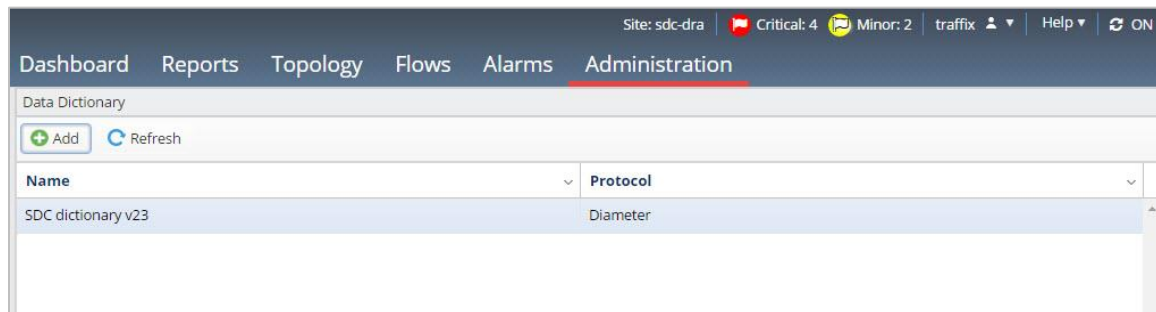 Site: sdc-dra Critical: 4 Minor: 2 traffix Help ON
Dashboard Reports Topology Flows Alarms Administration
Data Dictionary
Add Refresh
Name Protocol
SDC dictionary v23 Diameter